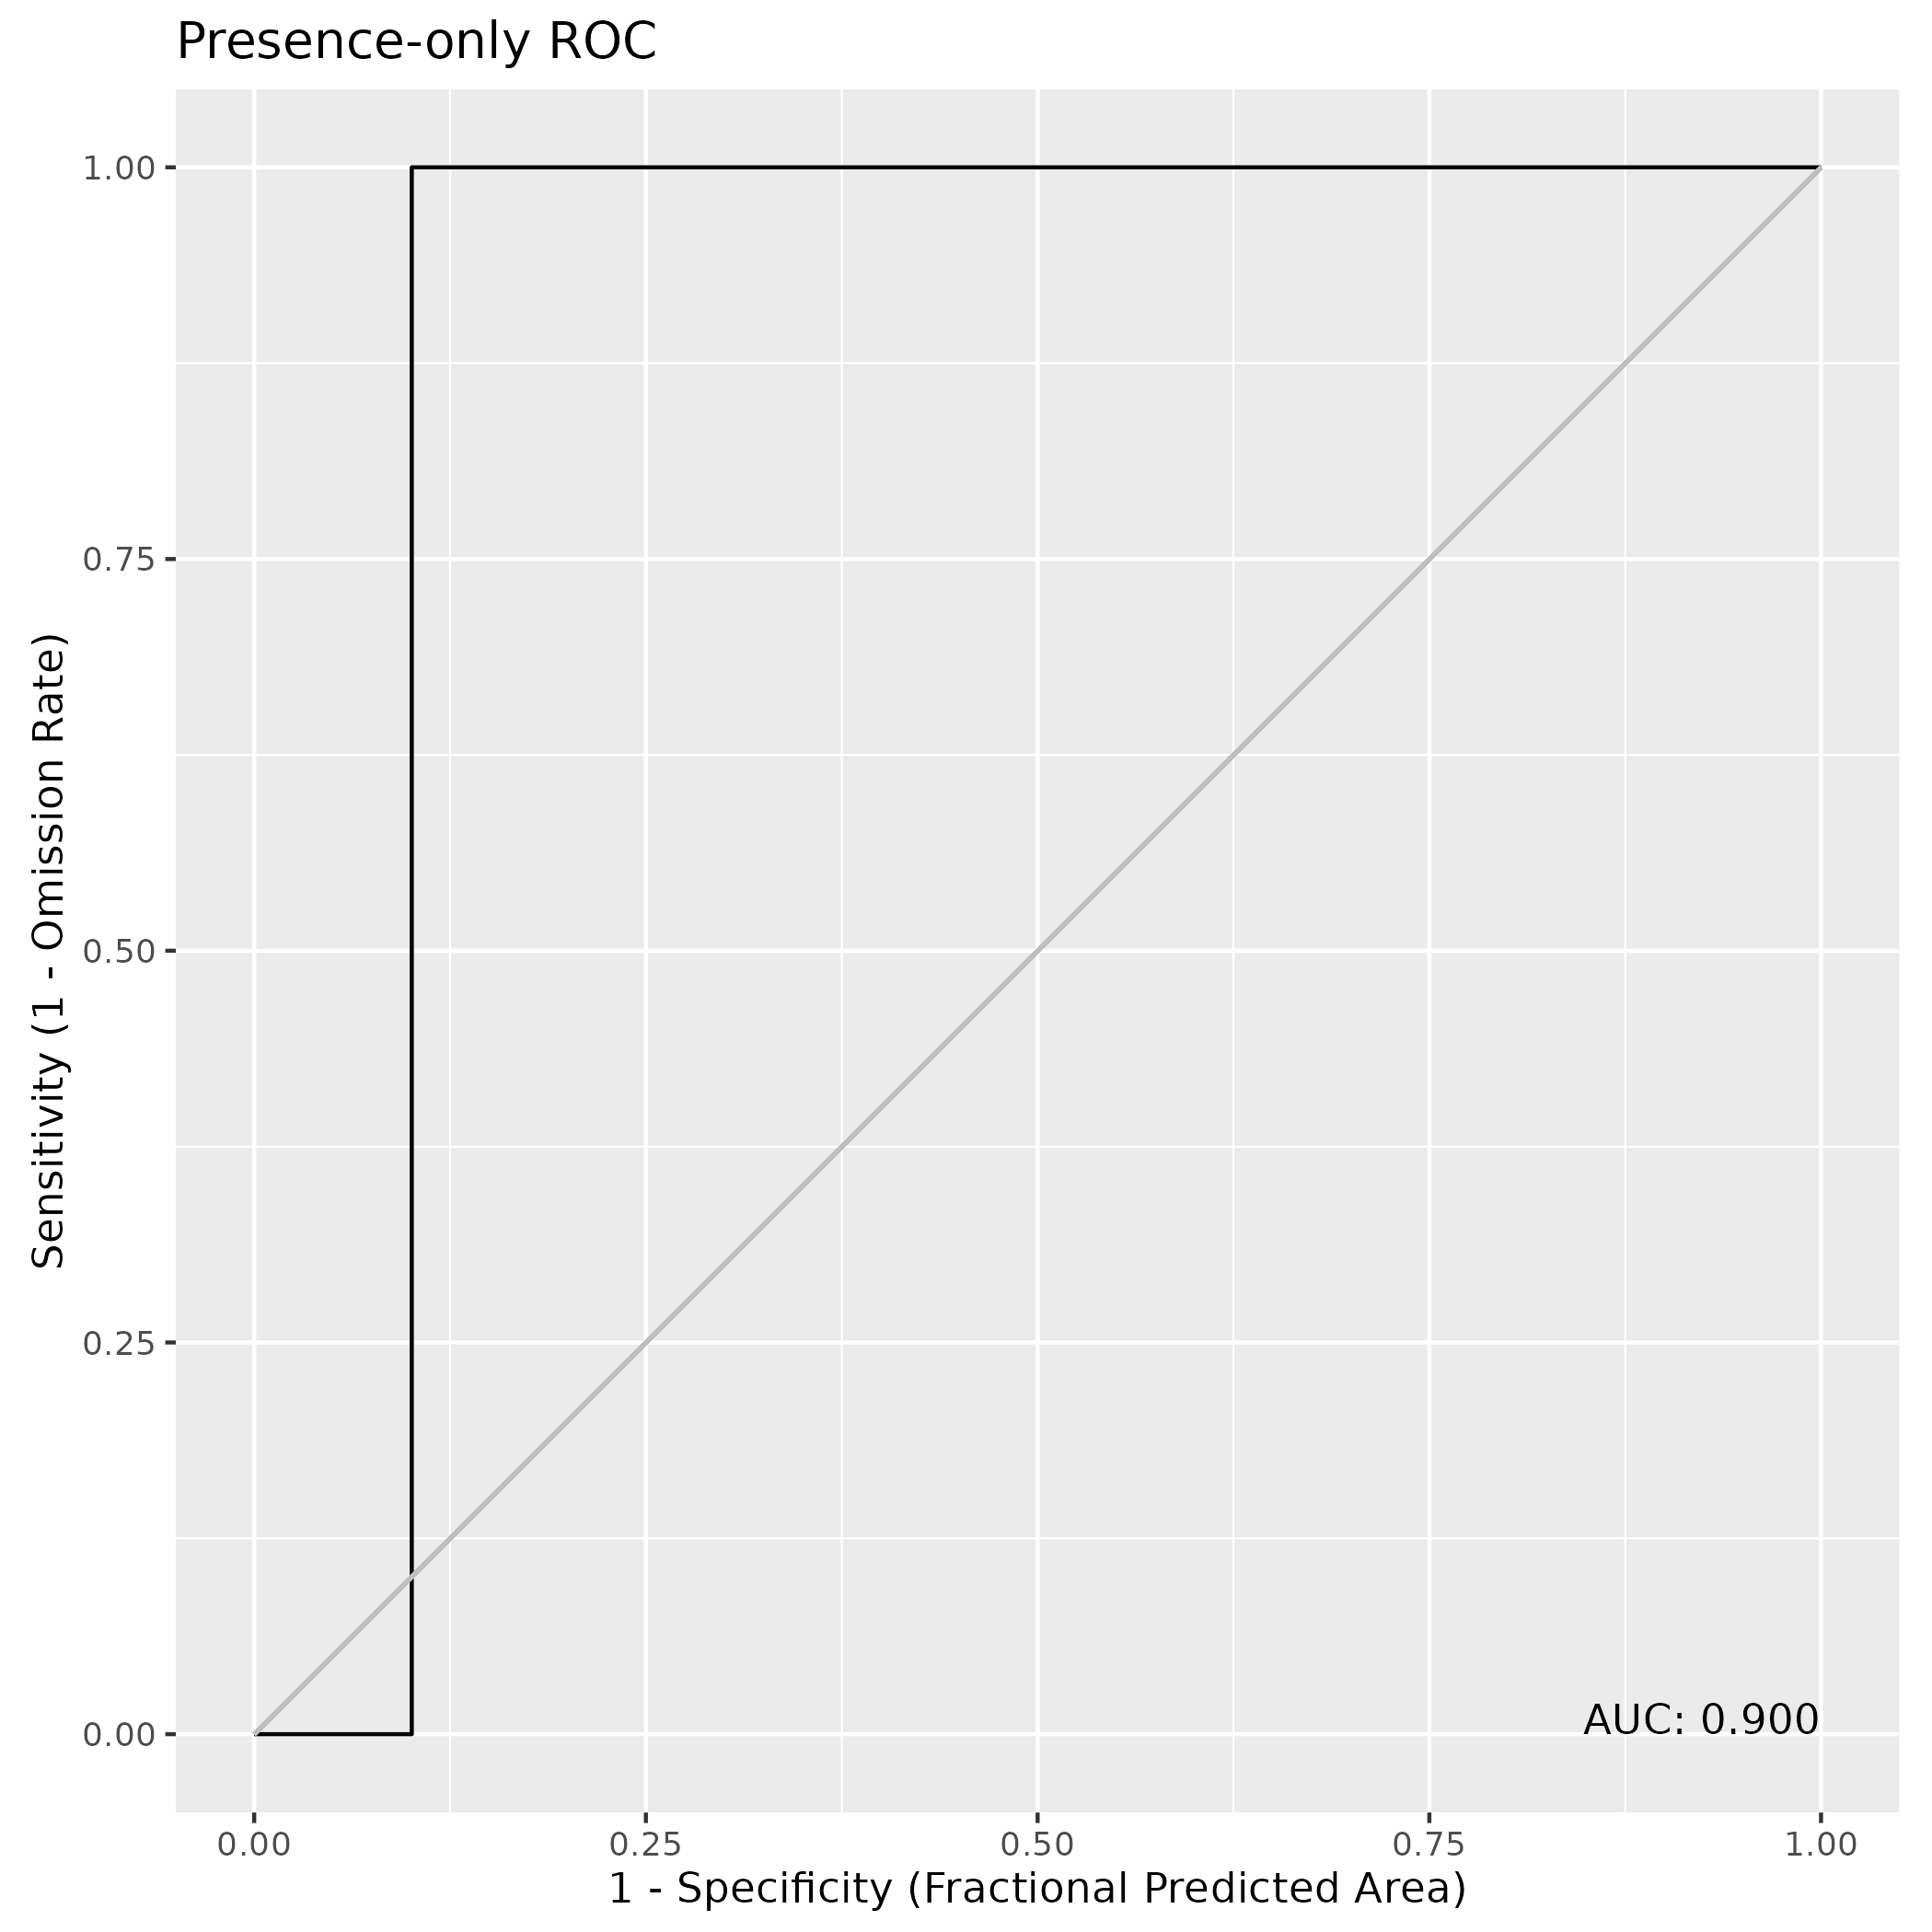 Presence-only ROC
Sensitivity (1 - Omission Rate)
1.00
0.75
0.50
0.25
0.00
AUC: 0.900
0.00 0.25 0.50 0.75 1.00
1 - Specificity (Fractional Predicted Area)